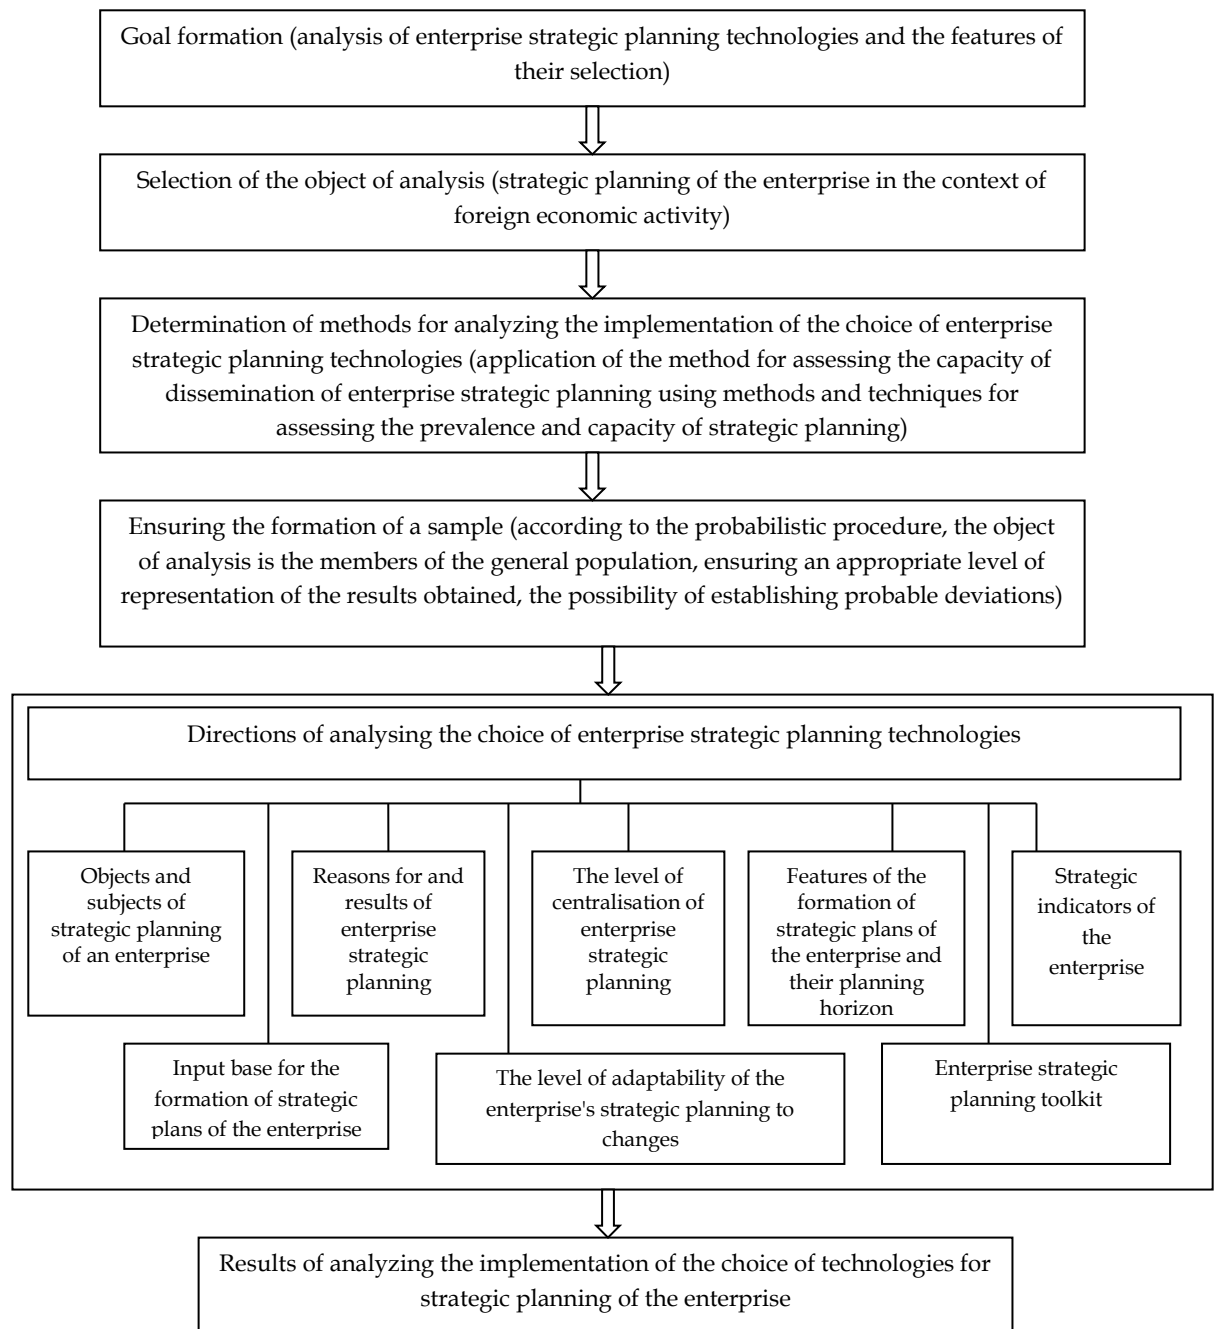 Goal formation (analysis of enterprise strategic planning technologies and the features of
their selection)
Selection of the object of analysis (strategic planning of the enterprise in the context of
foreign economic activity)
Determination of methods for analyzing the implementation of the choice of enterprise
strategic planning technologies (application of the method for assessing the capacity of
dissemination of enterprise strategic planning using methods and techniques for
assessing the prevalence and capacity of strategic planning)
Ensuring the formation of a sample (according to the probabilistic procedure, the object
of analysis is the members of the general population, ensuring an appropriate level of
representation of the results obtained, the possibility of establishing probable deviations)
Directions of analysing the choice of enterprise strategic planning technologies
Objects and
subjects of
strategic planning
of an enterprise
Reasons for and
results of
enterprise
strategic
planning
The level of
centralisation of
enterprise
strategic
planning
Features of the
formation of
strategic plans of
the enterprise and
their planning
horizon
Strategic
indicators of
the
enterprise
Input base for the
formation of strategic
plans of the enterprise
The level of adaptability of the
enterprise's strategic planning to
changes
Enterprise strategic
planning toolkit
Results of analyzing the implementation of the choice of technologies for
strategic planning of the enterprise